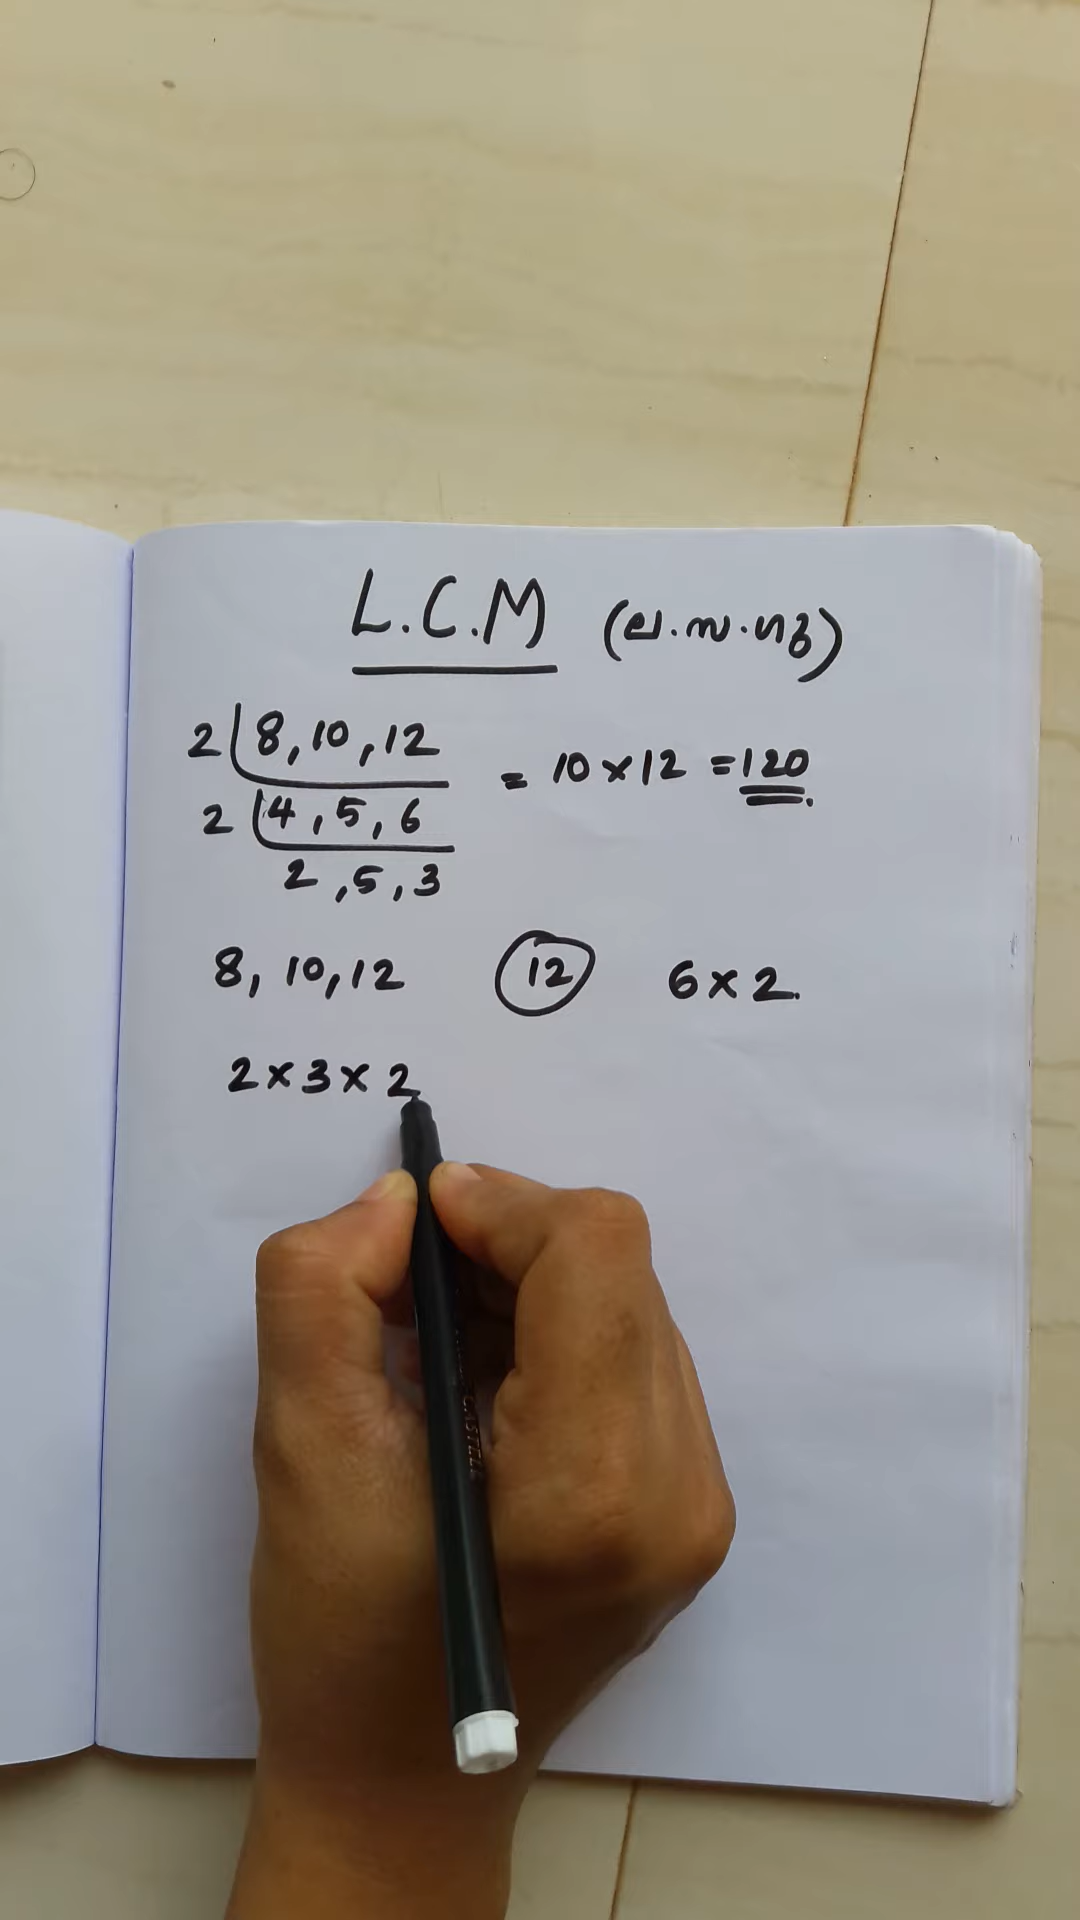 L.C.M (ല.സ.ഗു)
2 8, 10, 12 = 10 × 12 = 120.
2 4, 5, 6
2, 5, 3
8, 10, 12 12 6 × 2.
2 × 3 × 2